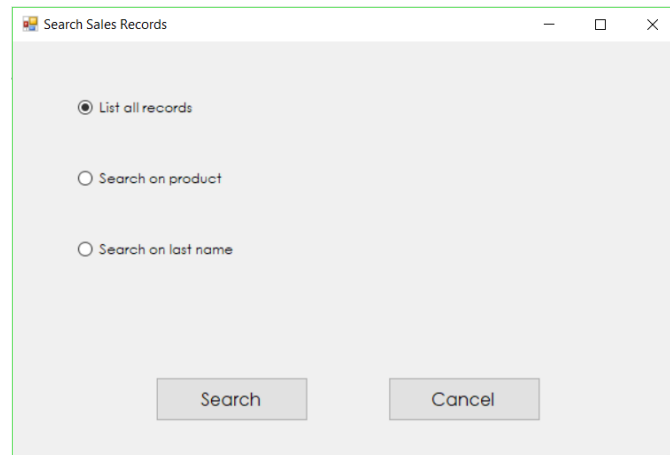 Search Sales Records
List all records
Search on product
Search on last name
Search Cancel